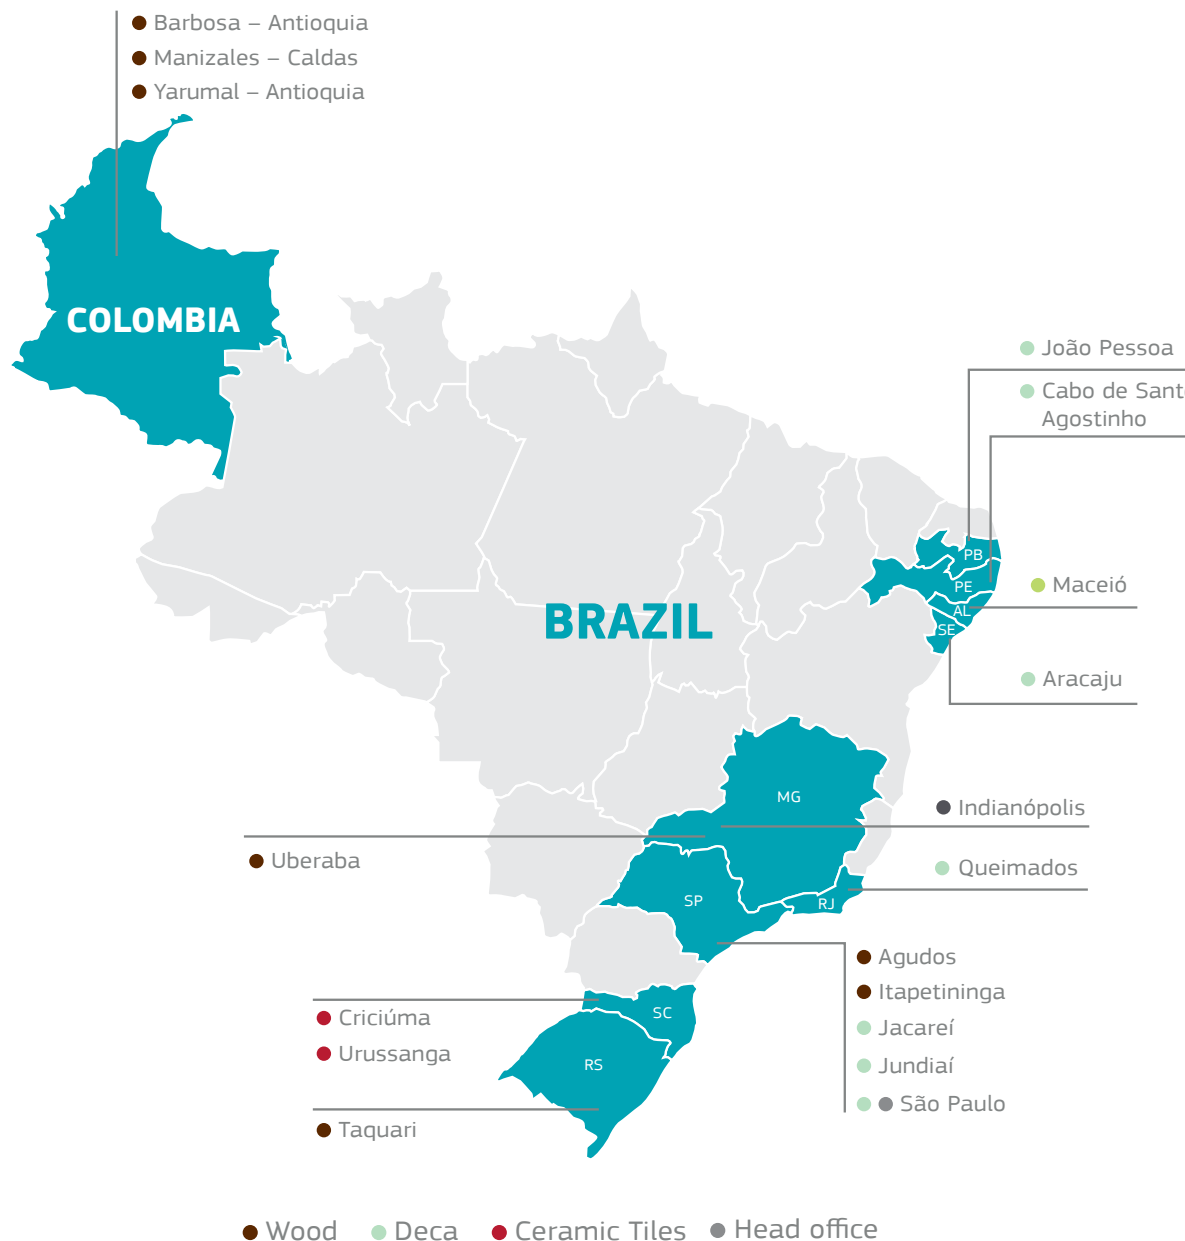 Barbosa – Antioquia
Manizales – Caldas
Yarumal – Antioquia
COLOMBIA
João Pessoa
Cabo de Sant
Agostinho
PB
PE
Maceió
AL
BRAZIL
SE
Aracaju
MG
Indianópolis
Uberaba
Queimados
SP
RJ
Agudos
Itapetininga
Criciúma
SC
Jacareí
Urussanga
RS
Jundiaí
São Paulo
Taquari
Wood
Deca
Ceramic Tiles
Head office